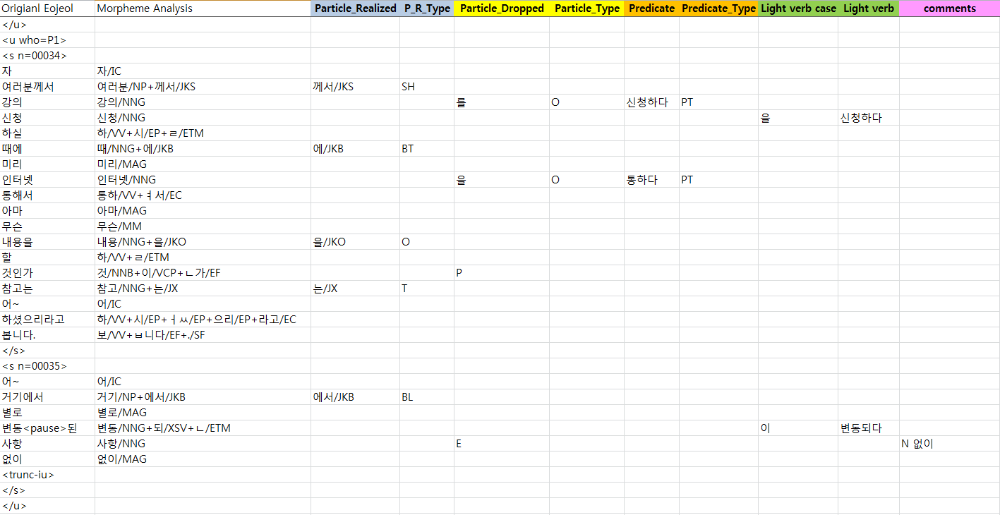 Origianl Eojeol Morpheme Analysis Particle_Realized P_R_Type Particle_Dropped Particle_Type Predicate Predicate_Type Light verb case Light verb comments
</u>
<u who=P1>
<s n=00034>
자 자/IC
여러분께서 여러분/NP+께서/JKS 께서/JKS SH
강의 강의/NNG 를 O 신청하다 PT
신청 신청/NNG 을 신청하다
하실 하/VV+시/EP+ㄹ/ETM
때에 때/NNG+에/JKB 에/JKB BT
미리 미리/MAG
인터넷 인터넷/NNG 을 O 통하다 PT
통해서 통하/VV+ㅕ서/EC
아마 아마/MAG
무슨 무슨/MM
내용을 내용/NNG+을/JKO 을/JKO O
할 하/VV+ㄹ/ETM
것인가 것/NNB+이/VCP+ㄴ가/EF P
참고는 참고/NNG+는/JX 는/JX T
어~ 어/IC
하셨으리라고 하/VV+시/EP+ㅓㅆ/EP+으리/EP+라고/EC
봅니다. 보/VV+ㅂ니다/EF+./SF
</s>
<s n=00035>
어~ 어/IC
거기에서 거기/NP+에서/JKB 에서/JKB BL
별로 별로/MAG
변동<pause>된 변동/NNG+되/XSV+ㄴ/ETM 이 변동되다
사항 사항/NNG E N 없이
없이 없이/MAG
<trunc-iu>
</s>
</u>